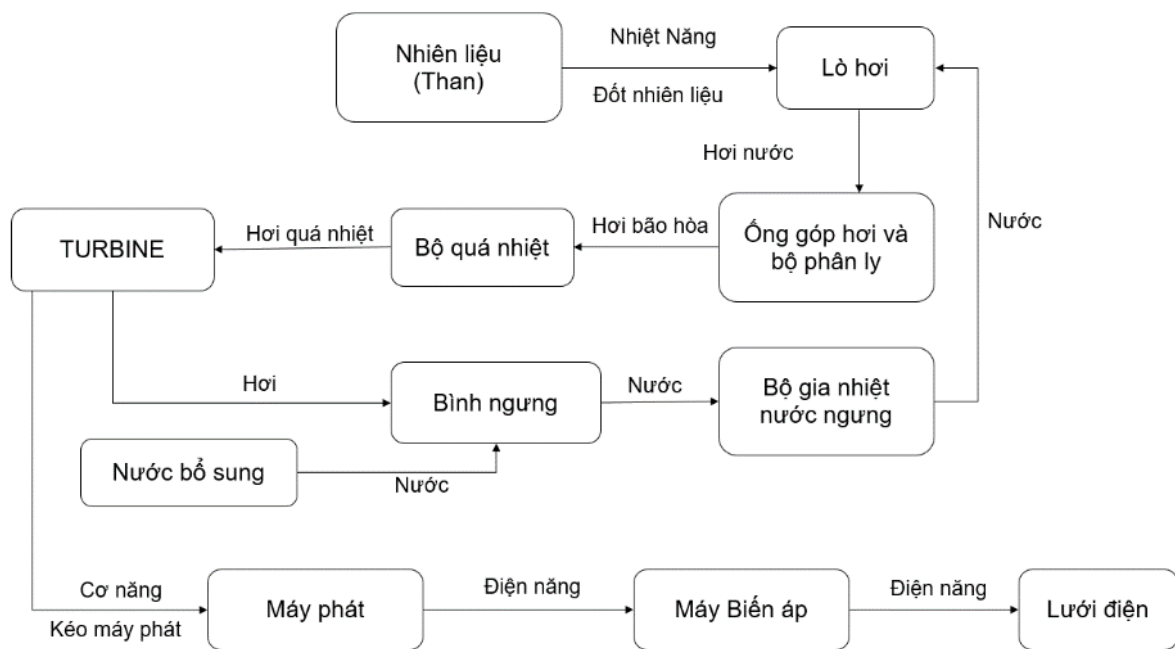 Nhiên liệu
(Than)
Nhiệt Năng
Đốt nhiên liệu
Lò hơi
Hơi nước
Nước
TURBINE
Hơi quá nhiệt
Bộ quá nhiệt
Hơi bão hòa
Ống góp hơi và
bộ phân ly
Hơi
Bình ngưng
Nước
Bộ gia nhiệt
nước ngưng
Nước bổ sung
Nước
Cơ năng
Kéo máy phát
Máy phát
Điện năng
Máy Biến áp
Điện năng
Lưới điện